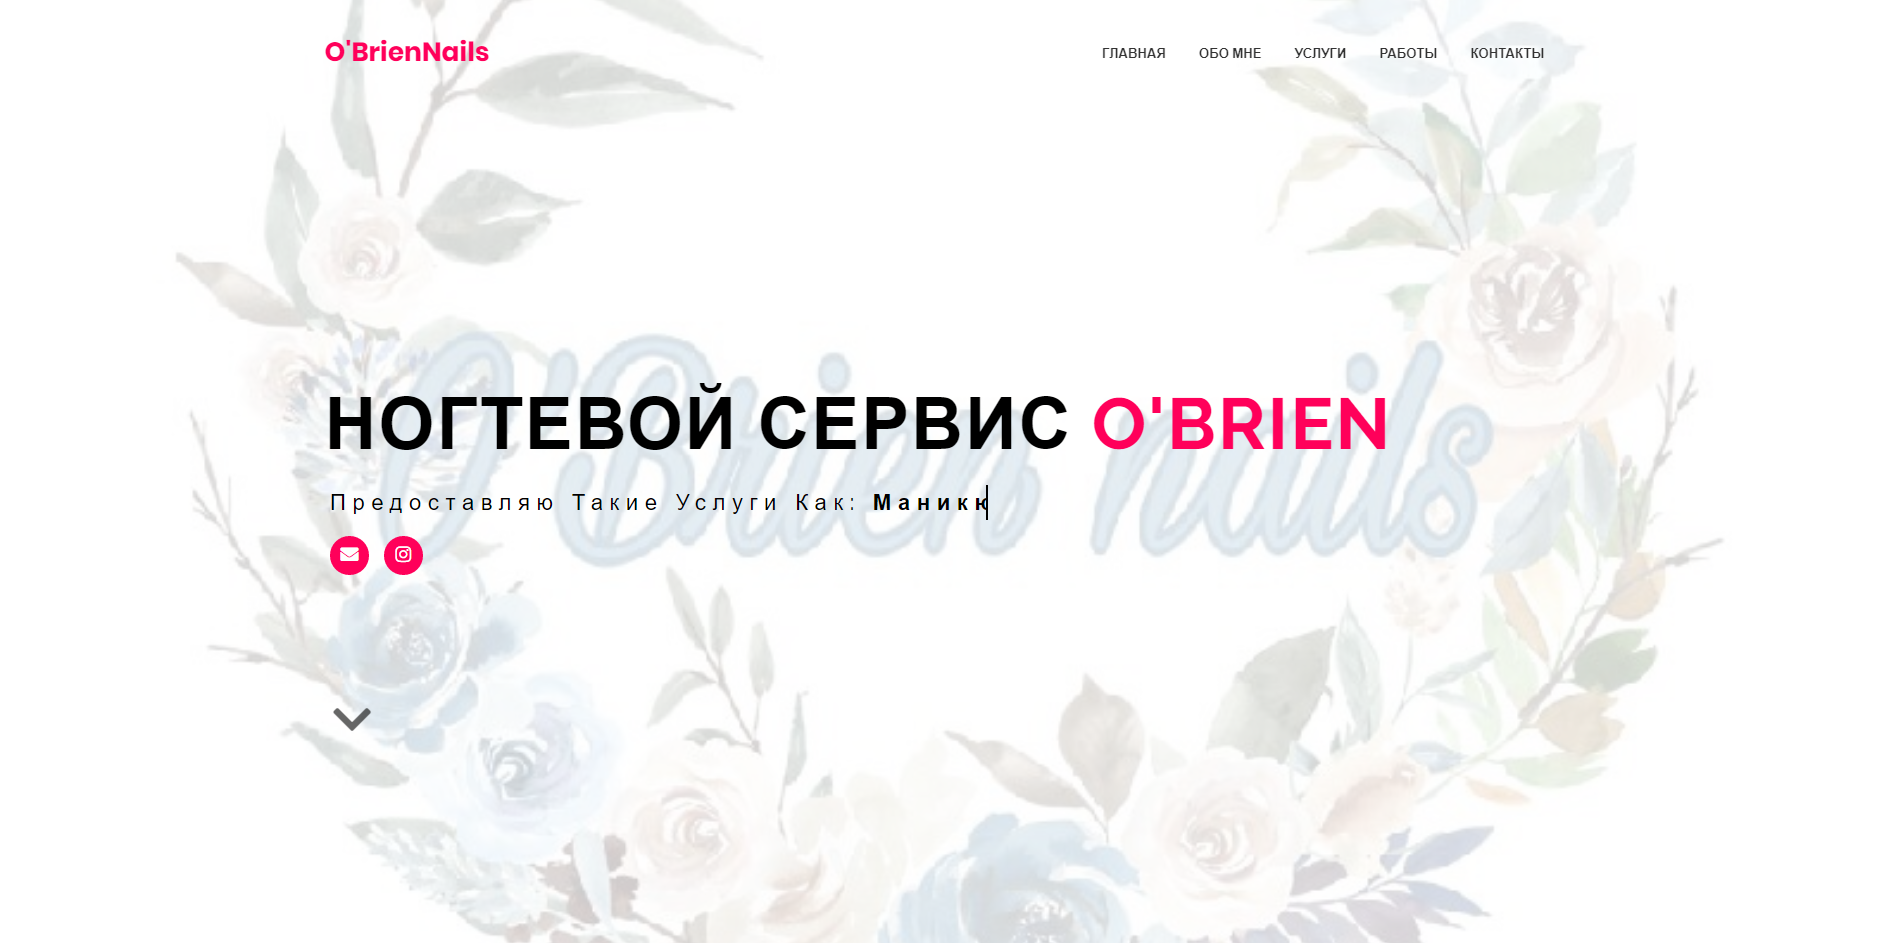 O'BrienNails
ГЛАВНАЯ ОБО МНЕ УСЛУГИ РАБОТЫ КОНТАКТЫ
O'Brien nails
НОГТЕВОЙ СЕРВИС O'BRIEN
Предоставляю Такие Услуги Как: Маникю